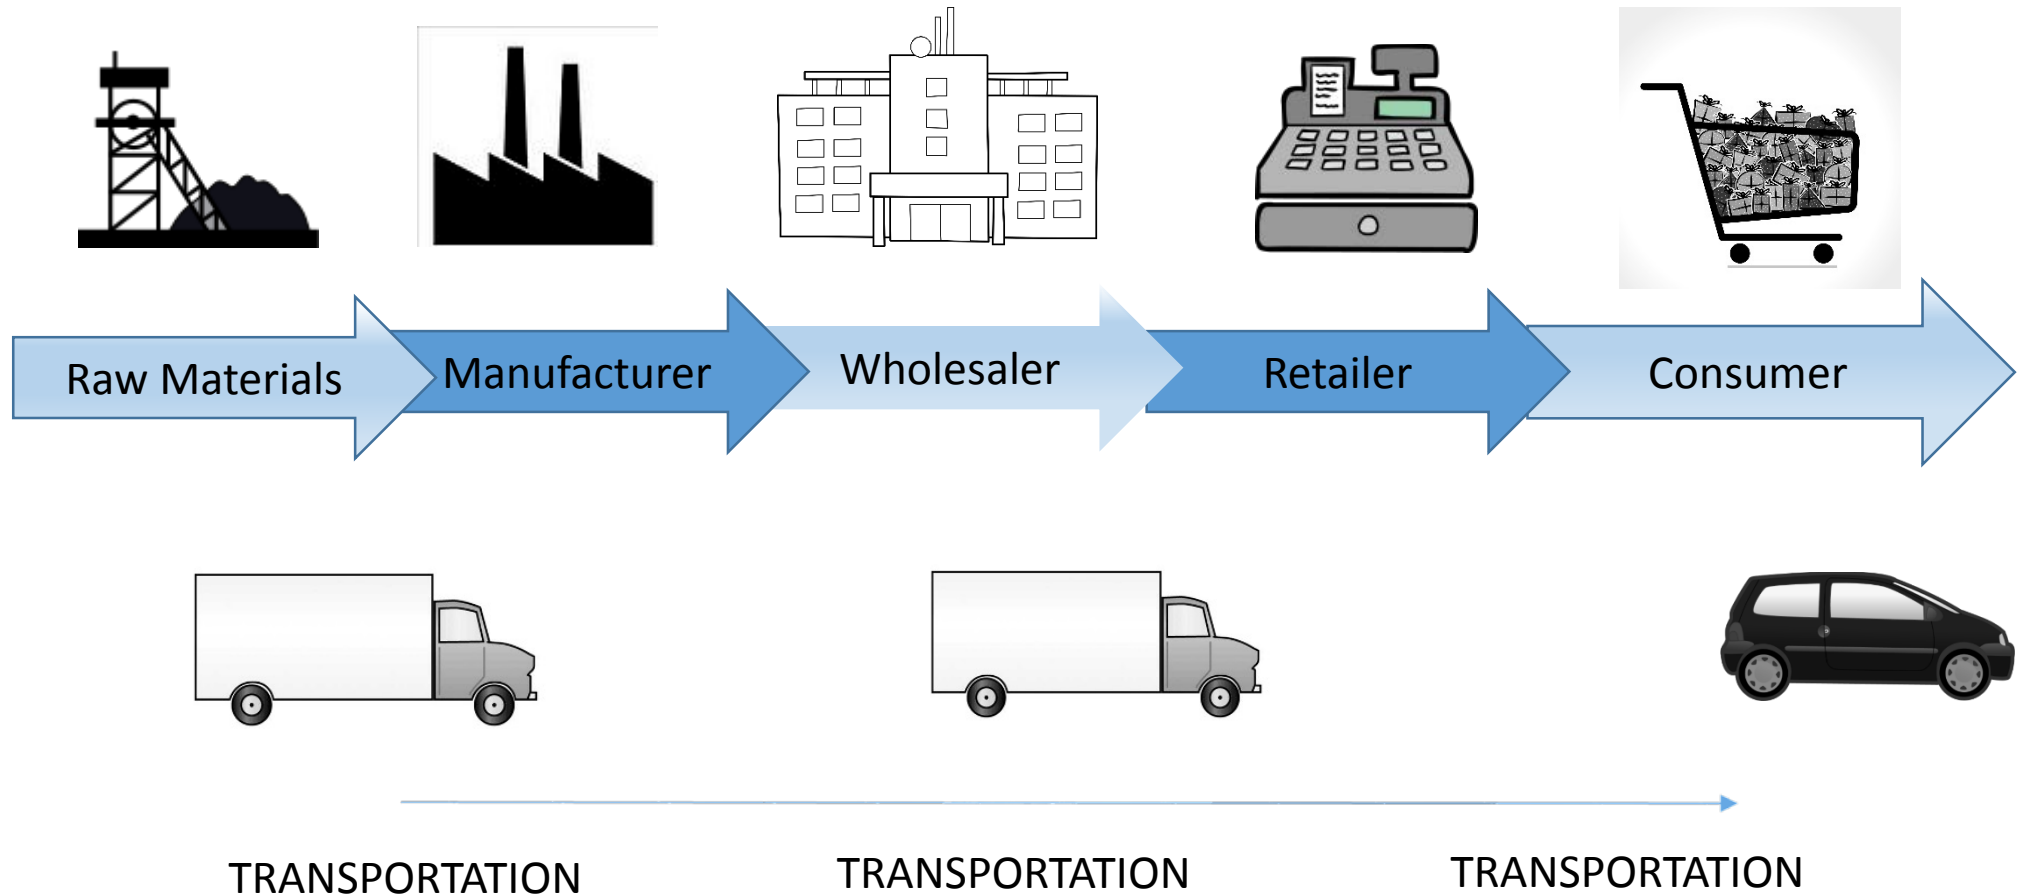 Raw Materials
Manufacturer
Wholesaler
Retailer
Consumer
TRANSPORTATION
TRANSPORTATION
TRANSPORTATION